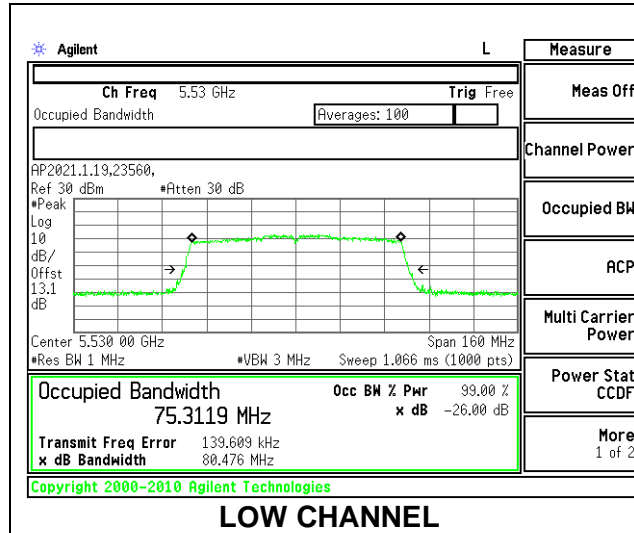 Agilent L
Measure
Ch Freq 5.53 GHz Trig Free
Meas Off
Occupied Bandwidth Averages: 100
Channel Power
AP2021.1.19,23560,
Ref 30 dBm #Atten 30 dB
#Peak
Log
10
dB/
Offst
13.1
dB
Occupied BW
ACP
Center 5.530 00 GHz Span 160 MHz
#Res BW 1 MHz #VBW 3 MHz Sweep 1.066 ms (1000 pts)
Multi Carrier
Power
Occupied Bandwidth Occ BW % Pwr 99.00 %
75.3119 MHz x dB -26.00 dB
Power Stat
CCDF
Transmit Freq Error 139.609 kHz
x dB Bandwidth 80.476 MHz
More
1 of 2
Copyright 2000-2010 Agilent Technologies
LOW CHANNEL